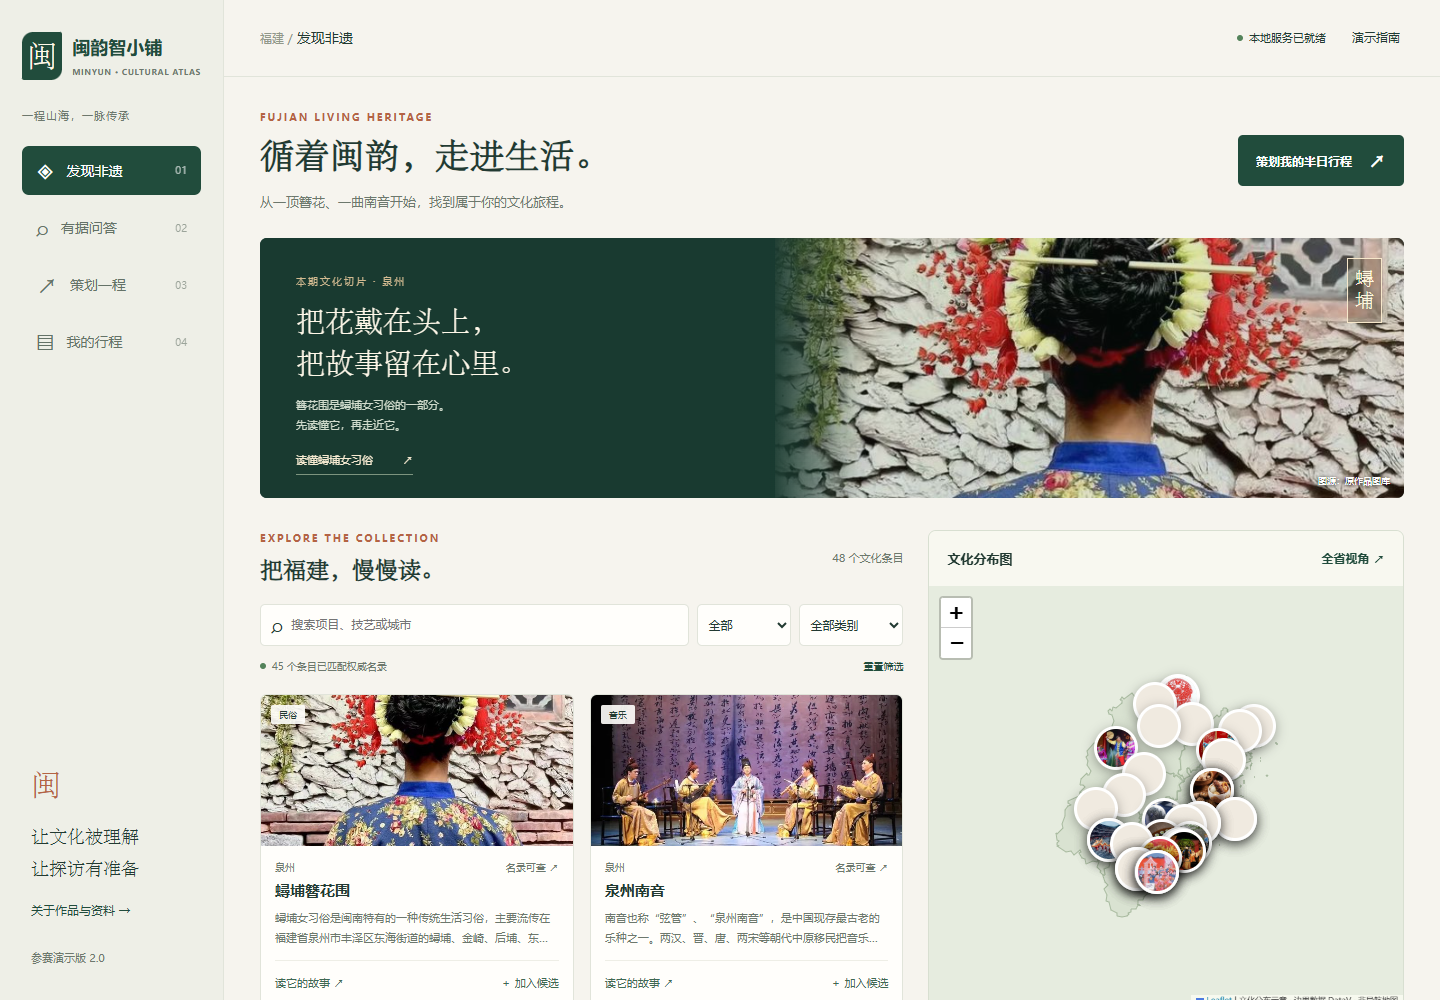 闽
闽韵智小铺
MINYUN • CULTURAL ATLAS
一程山海，一脉传承
发现非遗 01
有据问答 02
策划一程 03
我的行程 04
闽
让文化被理解
让探访有准备
关于作品与资料 →
参赛演示版 2.0
福建 / 发现非遗
本地服务已就绪
演示指南
FUJIAN LIVING HERITAGE
循着闽韵，走进生活。
从一顶簪花、一曲南音开始，找到属于你的文化旅程。
策划我的半日行程 ↗
本期文化切片 · 泉州
把花戴在头上，
把故事留在心里。
簪花围是蟳埔女习俗的一部分。
先读懂它，再走近它。
读懂蟳埔女习俗 ↗
蟳
埔
图源：原作品图库
EXPLORE THE COLLECTION
把福建，慢慢读。
48 个文化条目
搜索项目、技艺或城市
全部
全部类别
45 个条目已匹配权威名录
重置筛选
民俗
泉州 名录可查 ↗
蟳埔簪花围
蟳埔女习俗是闽南特有的一种传统生活习俗，主要流传在
福建省泉州市丰泽区东海街道的蟳埔、金崎、后埔、东...
读它的故事 ↗ + 加入候选
音乐
泉州 名录可查 ↗
泉州南音
南音也称“弦管”、“泉州南音”，是中国现存最古老的
乐种之一。两汉、晋、唐、两宋等朝代中原移民把音乐...
读它的故事 ↗ + 加入候选
文化分布图
全省视角 ↗
+
−